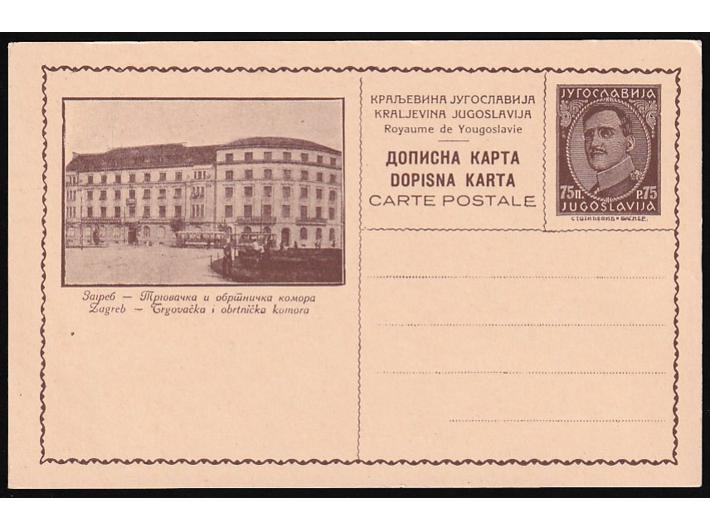 КРАЉЕВИНА ЈУГОСЛАВИЈА
KRALJEVINA JUGOSLAVIJA
Royaume de Yougoslavie
ДОПИСНА КАРТА
DOPISNA KARTA
CARTE POSTALE
ЈУГОСЛАВИЈА
75П. P.75
JUGOSLAVIJA
Загреб — Трговачка и обртничка комора
Zagreb — Trgovačka i obrtnička komora